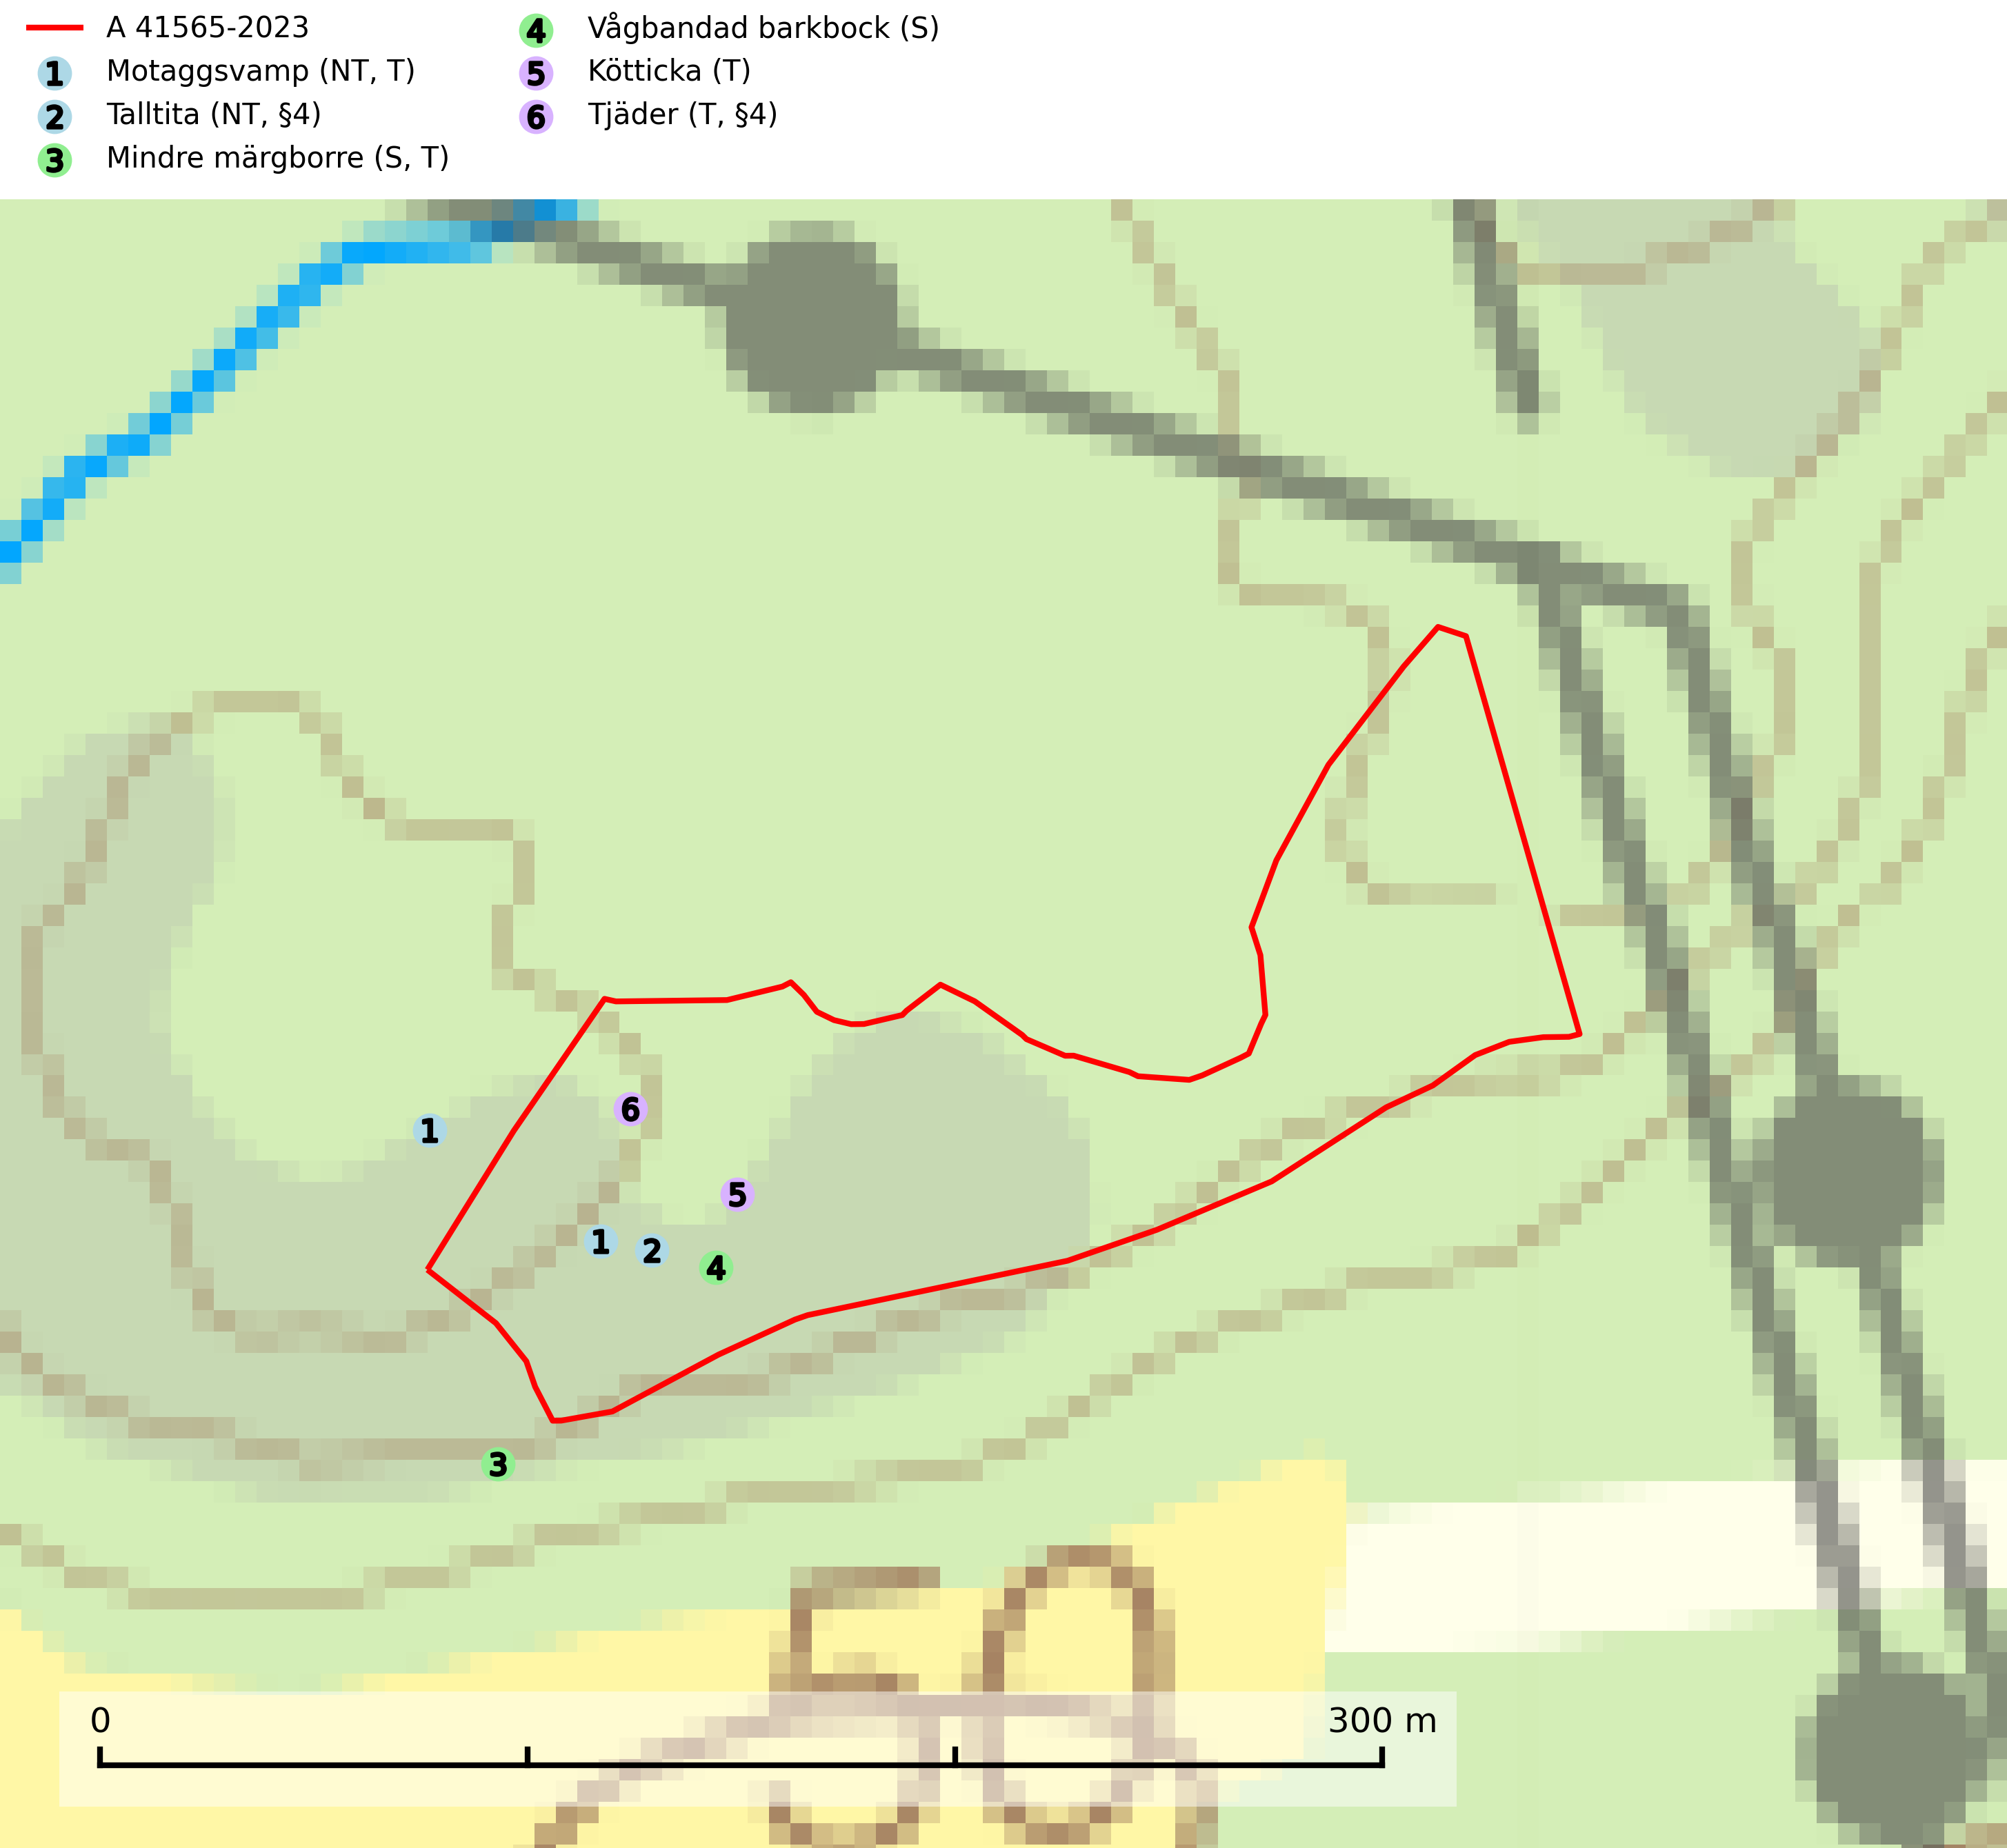 A 41565-2023
1 Motaggsvamp (NT, T)
2 Talltita (NT, §4)
3 Mindre märgborre (S, T)
4 Vågbandad barkbock (S)
5 Kötticka (T)
6 Tjäder (T, §4)
6
1
5
1
2
4
3
0 300 m